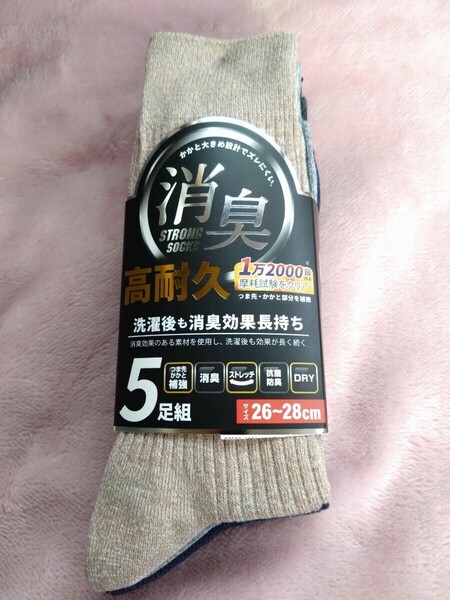 かかと大きめ設計でズレにくい。
消臭
STRONG
SOCKS
高耐久
1万2000回
摩耗試験をクリア
つま先・かかと部分を補強
洗濯後も消臭効果長持ち
消臭効果のある素材を使用し、洗濯後も効果が長く続く
5足組
つま先
かかと
補強
消臭
ストレッチ
抗菌
防臭
DRY
サイズ 26~28cm